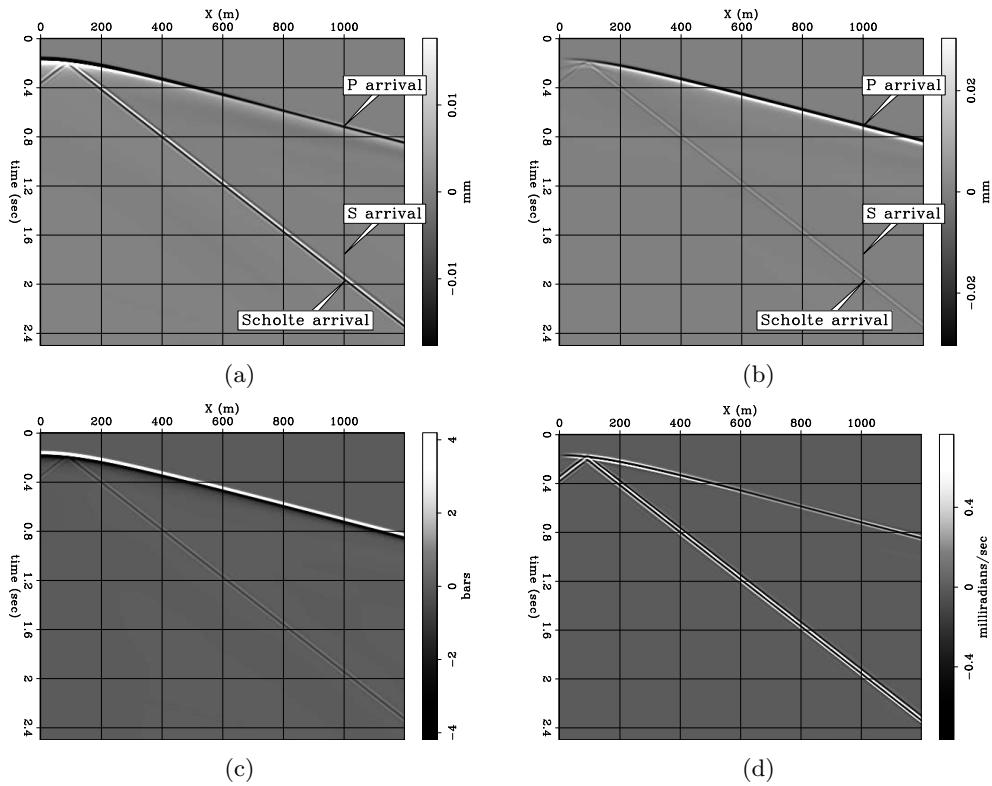 X (m)
0 200 400 600 800 1000
0
0.4
0.8
1.2
1.6
2
2.4
time (sec)
P arrival
S arrival
Scholte arrival
0.01
0
-0.01
mm
(a)
X (m)
0 200 400 600 800 1000
0
0.4
0.8
1.2
1.6
2
2.4
time (sec)
P arrival
S arrival
Scholte arrival
0.02
0
-0.02
mm
(b)
X (m)
0 200 400 600 800 1000
0
0.4
0.8
1.2
1.6
2
2.4
time (sec)
4
2
0
-2
-4
bars
(c)
X (m)
0 200 400 600 800 1000
0
0.4
0.8
1.2
1.6
2
2.4
time (sec)
0.4
0
-0.4
milliradians/sec
(d)